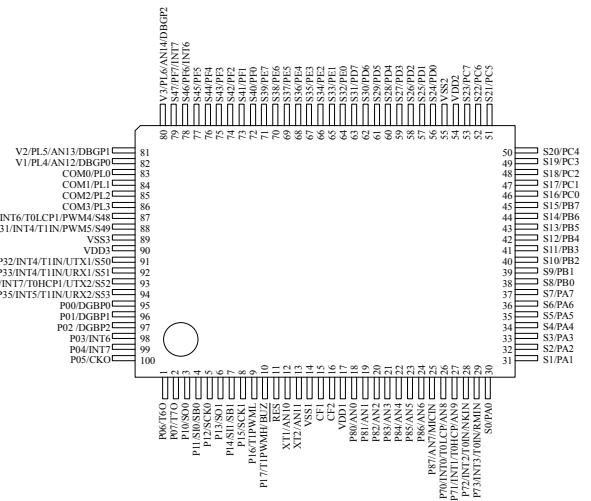 V3/PL6/AN14/DBGP2
S47/PF7/INT7
S46/PF6/INT6
S45/PF5
S44/PF4
S43/PF3
S42/PF2
S41/PF1
S40/PF0
S39/PE7
S38/PE6
S37/PE5
S36/PE4
S35/PE3
S34/PE2
S33/PE1
S32/PE0
S31/PD7
S30/PD6
S29/PD5
S28/PD4
S27/PD3
S26/PD2
S25/PD1
S24/PD0
VSS2
VDD2
S23/PC7
S22/PC6
S21/PC5
80
79
78
77
76
75
74
73
72
71
70
69
68
67
66
65
64
63
62
61
60
59
58
57
56
55
54
53
52
51
V2/PL5/AN13/DBGP1 81
V1/PL4/AN12/DBGP0 82
COM0/PL0 83
COM1/PL1 84
COM2/PL2 85
COM3/PL3 86
INT6/T0LCP1/PWM4/S48 87
31/INT4/T1IN/PWM5/S49 88
VSS3 89
VDD3 90
P32/INT4/T1IN/UTX1/S50 91
P33/INT4/T1IN/URX1/S51 92
/INT7/T0HCP1/UTX2/S52 93
P35/INT5/T1IN/URX2/S53 94
P00/DGBP0 95
P01/DGBP1 96
P02 /DGBP2 97
P03/INT6 98
P04/INT7 99
P05/CKO 100
50 S20/PC4
49 S19/PC3
48 S18/PC2
47 S17/PC1
46 S16/PC0
45 S15/PB7
44 S14/PB6
43 S13/PB5
42 S12/PB4
41 S11/PB3
40 S10/PB2
39 S9/PB1
38 S8/PB0
37 S7/PA7
36 S6/PA6
35 S5/PA5
34 S4/PA4
33 S3/PA3
32 S2/PA2
31 S1/PA1
1
2
3
4
5
6
7
8
9
10
11
12
13
14
15
16
17
18
19
20
21
22
23
24
25
26
27
28
29
30
P06/T6O
P07/T7O
P10/SO0
P11/SI0/SB0
P12/SCK0
P13/SO1
P14/SI1/SB1
P15/SCK1
P16/T1PWML
P17/T1PWMH/BUZ
RES
XT1/AN10
XT2/AN11
VSS1
CF1
CF2
VDD1
P80/AN0
P81/AN1
P82/AN2
P83/AN3
P84/AN4
P85/AN5
P86/AN6
P87/AN7/MICIN
P70/INT0/T0LCP/AN8
P71/INT1/T0HCP/AN9
P72/INT2/T0IN/NKIN
P73/INT3/T0IN/RMIN
S0/PA0